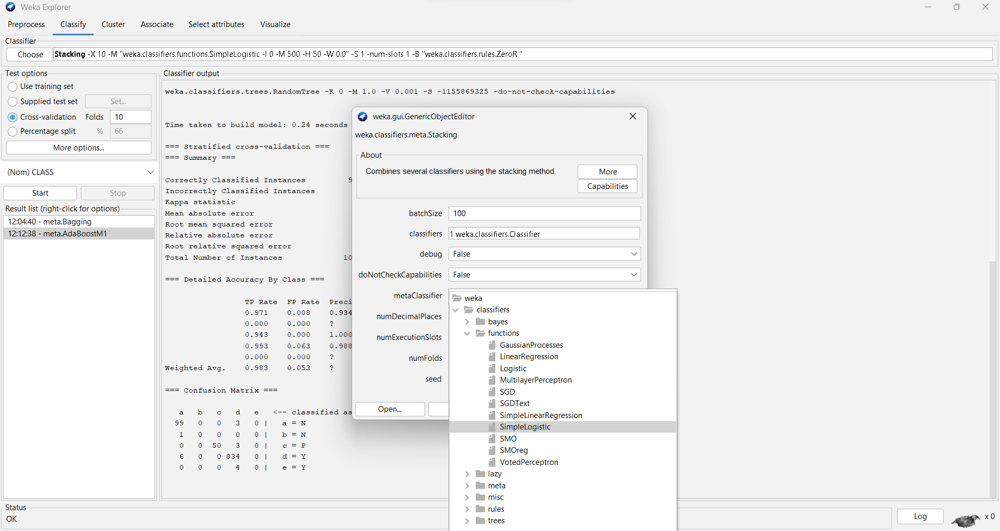 Weka Explorer
Preprocess Classify Cluster Associate Select attributes Visualize
Classifier
Choose Stacking -X 10 -M "weka.classifiers.functions.SimpleLogistic -I 0 -M 500 -H 50 -W 0.0" -S 1 -num-slots 1 -B "weka.classifiers.rules.ZeroR "
Test options
Use training set
Supplied test set Set...
Cross-validation Folds 10
Percentage split % 66
More options...
(Nom) CLASS
Start Stop
Result list (right-click for options)
12:04:40 - meta.Bagging
12:12:38 - meta.AdaBoostM1
Classifier output
weka.classifiers.trees.RandomTree -K 0 -M 1.0 -V 0.001 -S -1155869325 -do-not-check-capabilities
Time taken to build model: 0.24 seconds
=== Stratified cross-validation ===
=== Summary ===
Correctly Classified Instances 9
Incorrectly Classified Instances
Kappa statistic
Mean absolute error
Root mean squared error
Relative absolute error
Root relative squared error
Total Number of Instances 10
=== Detailed Accuracy By Class ===
TP Rate FP Rate Preci
0.971 0.008 0.934
0.000 0.000 ?
0.943 0.000 1.000
0.993 0.063 0.988
0.000 0.000 ?
Weighted Avg. 0.983 0.053 ?
=== Confusion Matrix ===
a b c d e <-- classified as
99 0 0 3 0 | a = N
1 0 0 0 0 | b = N
0 0 50 3 0 | c = P
6 0 0 834 0 | d = Y
0 0 0 4 0 | e = Y
weka.gui.GenericObjectEditor
weka.classifiers.meta.Stacking
About
Combines several classifiers using the stacking method.
More
Capabilities
batchSize 100
classifiers 1 weka.classifiers.Classifier
debug False
doNotCheckCapabilities False
metaClassifier
numDecimalPlaces
numExecutionSlots
numFolds
seed
Open...
weka
classifiers
bayes
functions
GaussianProcesses
LinearRegression
Logistic
MultilayerPerceptron
SGD
SGDText
SimpleLinearRegression
SimpleLogistic
SMO
SMOreg
VotedPerceptron
lazy
meta
misc
rules
trees
Status
OK
Log x 0